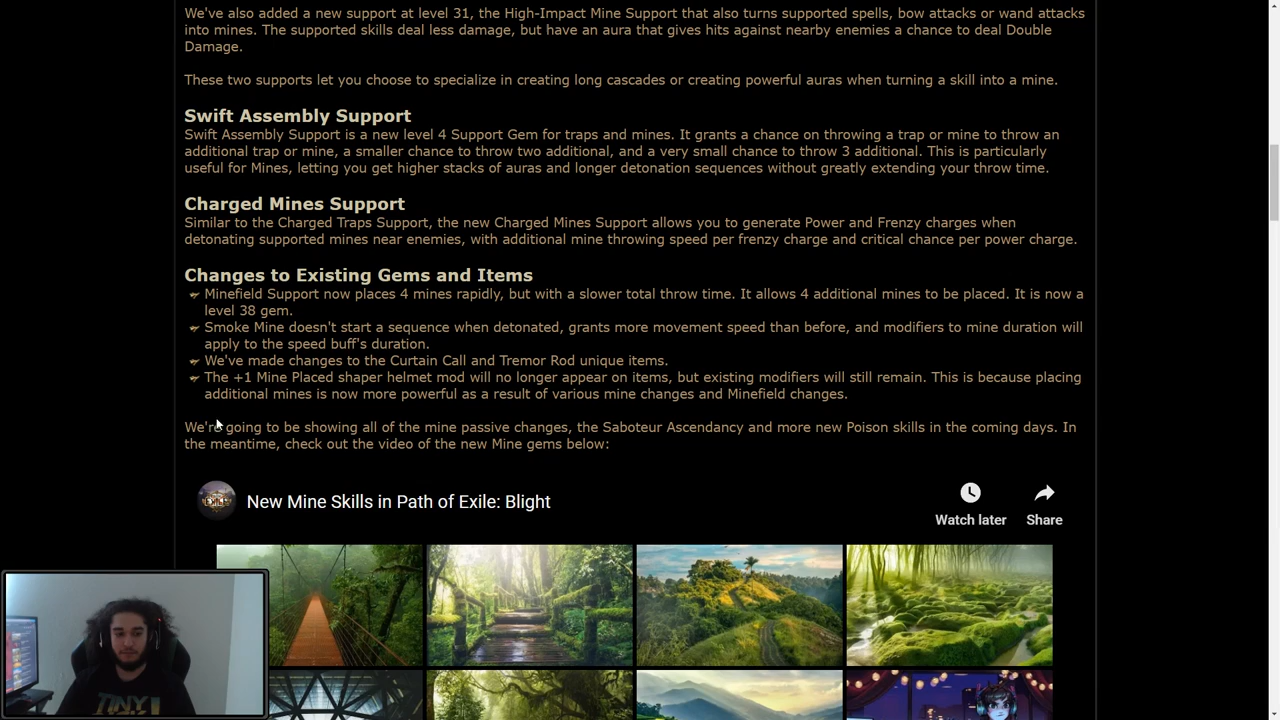 We've also added a new support at level 31, the High-Impact Mine Support that also turns supported spells, bow attacks or wand attacks
into mines. The supported skills deal less damage, but have an aura that gives hits against nearby enemies a chance to deal Double
Damage.
These two supports let you choose to specialize in creating long cascades or creating powerful auras when turning a skill into a mine.
Swift Assembly Support
Swift Assembly Support is a new level 4 Support Gem for traps and mines. It grants a chance on throwing a trap or mine to throw an
additional trap or mine, a smaller chance to throw two additional, and a very small chance to throw 3 additional. This is particularly
useful for Mines, letting you get higher stacks of auras and longer detonation sequences without greatly extending your throw time.
Charged Mines Support
Similar to the Charged Traps Support, the new Charged Mines Support allows you to generate Power and Frenzy charges when
detonating supported mines near enemies, with additional mine throwing speed per frenzy charge and critical chance per power charge.
Changes to Existing Gems and Items
Minefield Support now places 4 mines rapidly, but with a slower total throw time. It allows 4 additional mines to be placed. It is now a
level 38 gem.
Smoke Mine doesn't start a sequence when detonated, grants more movement speed than before, and modifiers to mine duration will
apply to the speed buff's duration.
We've made changes to the Curtain Call and Tremor Rod unique items.
The +1 Mine Placed shaper helmet mod will no longer appear on items, but existing modifiers will still remain. This is because placing
additional mines is now more powerful as a result of various mine changes and Minefield changes.
We're going to be showing all of the mine passive changes, the Saboteur Ascendancy and more new Poison skills in the coming days. In
the meantime, check out the video of the new Mine gems below:
New Mine Skills in Path of Exile: Blight
Watch later
Share
TINY